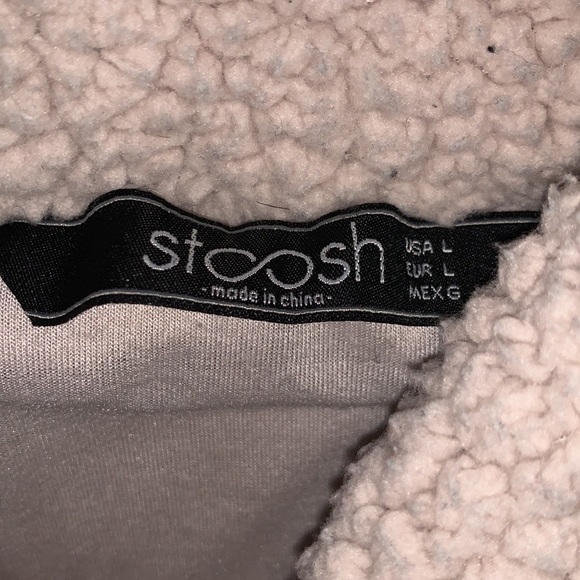 stoosh
- made in china -
USA L
EUR L
MEX G